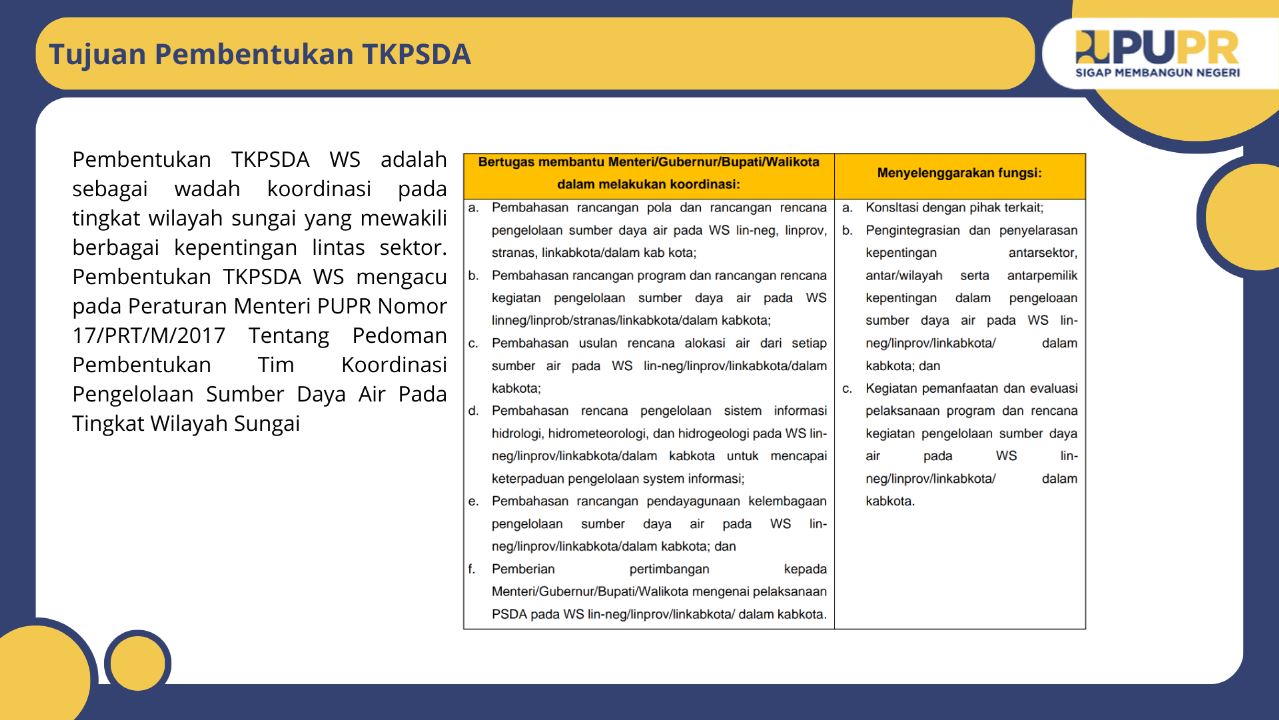 Tujuan Pembentukan TKPSDA
PUPR
SIGAP MEMBANGUN NEGERI
Pembentukan TKPSDA WS adalah
sebagai wadah koordinasi pada
tingkat wilayah sungai yang mewakili
berbagai kepentingan lintas sektor.
Pembentukan TKPSDA WS mengacu
pada Peraturan Menteri PUPR Nomor
17/PRT/M/2017 Tentang Pedoman
Pembentukan Tim Koordinasi
Pengelolaan Sumber Daya Air Pada
Tingkat Wilayah Sungai
Bertugas membantu Menteri/Gubernur/Bupati/Walikota
dalam melakukan koordinasi:
a. Pembahasan rancangan pola dan rancangan rencana
pengelolaan sumber daya air pada WS lin-neg, linprov,
stranas, linkabkota/dalam kab kota;
b. Pembahasan rancangan program dan rancangan rencana
kegiatan pengelolaan sumber daya air pada WS
linneg/linprob/stranas/linkabkota/dalam kabkota;
c. Pembahasan usulan rencana alokasi air dari setiap
sumber air pada WS lin-neg/linprov/linkabkota/dalam
kabkota;
d. Pembahasan rencana pengelolaan sistem informasi
hidrologi, hidrometeorologi, dan hidrogeologi pada WS lin-
neg/linprov/linkabkota/dalam kabkota untuk mencapai
keterpaduan pengelolaan system informasi;
e. Pembahasan rancangan pendayagunaan kelembagaan
pengelolaan sumber daya air pada WS lin-
neg/linprov/linkabkota/dalam kabkota; dan
f. Pemberian pertimbangan kepada
Menteri/Gubernur/Bupati/Walikota mengenai pelaksanaan
PSDA pada WS lin-neg/linprov/linkabkota/ dalam kabkota.
Menyelenggarakan fungsi:
a. Konsltasi dengan pihak terkait;
b. Pengintegrasian dan penyelarasan
kepentingan antarsektor,
antar/wilayah serta antarpemilik
kepentingan dalam pengeloaan
sumber daya air pada WS lin-
neg/linprov/linkabkota/ dalam
kabkota; dan
c. Kegiatan pemanfaatan dan evaluasi
pelaksanaan program dan rencana
kegiatan pengelolaan sumber daya
air pada WS lin-
neg/linprov/linkabkota/ dalam
kabkota.